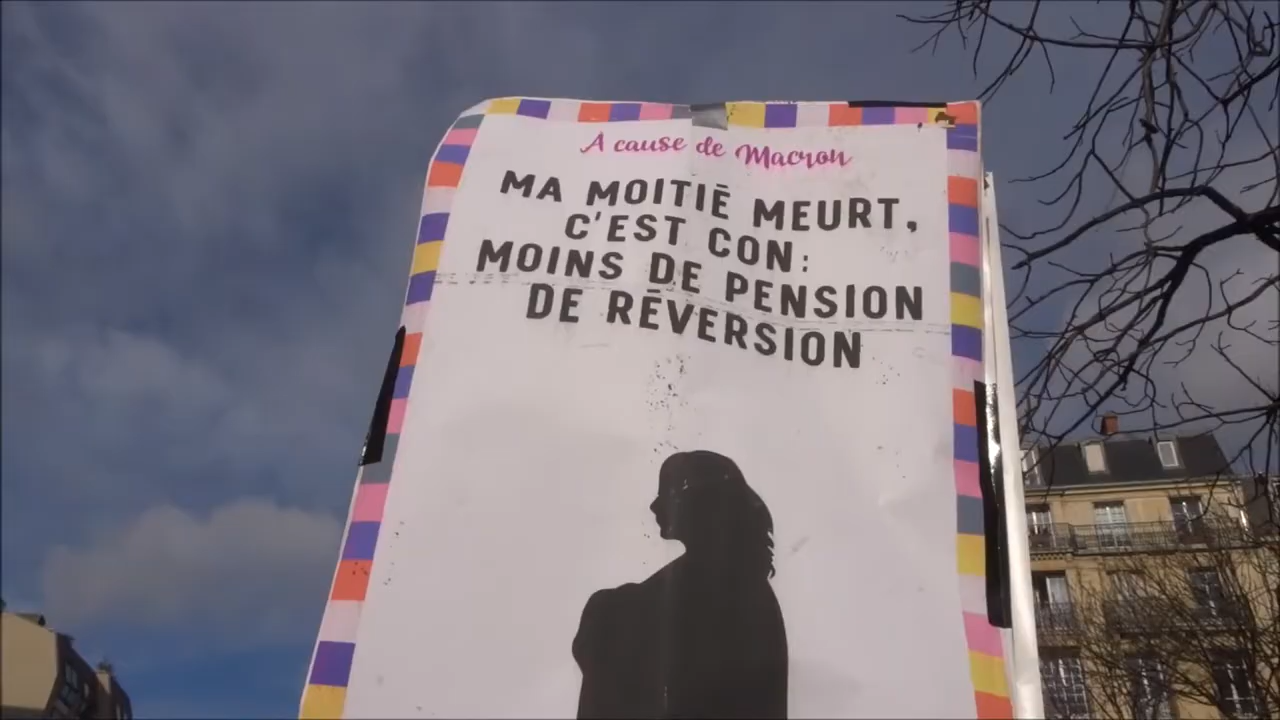 À cause de Macron
MA MOITIÉ MEURT,
C'EST CON:
MOINS DE PENSION
DE RÉVERSION